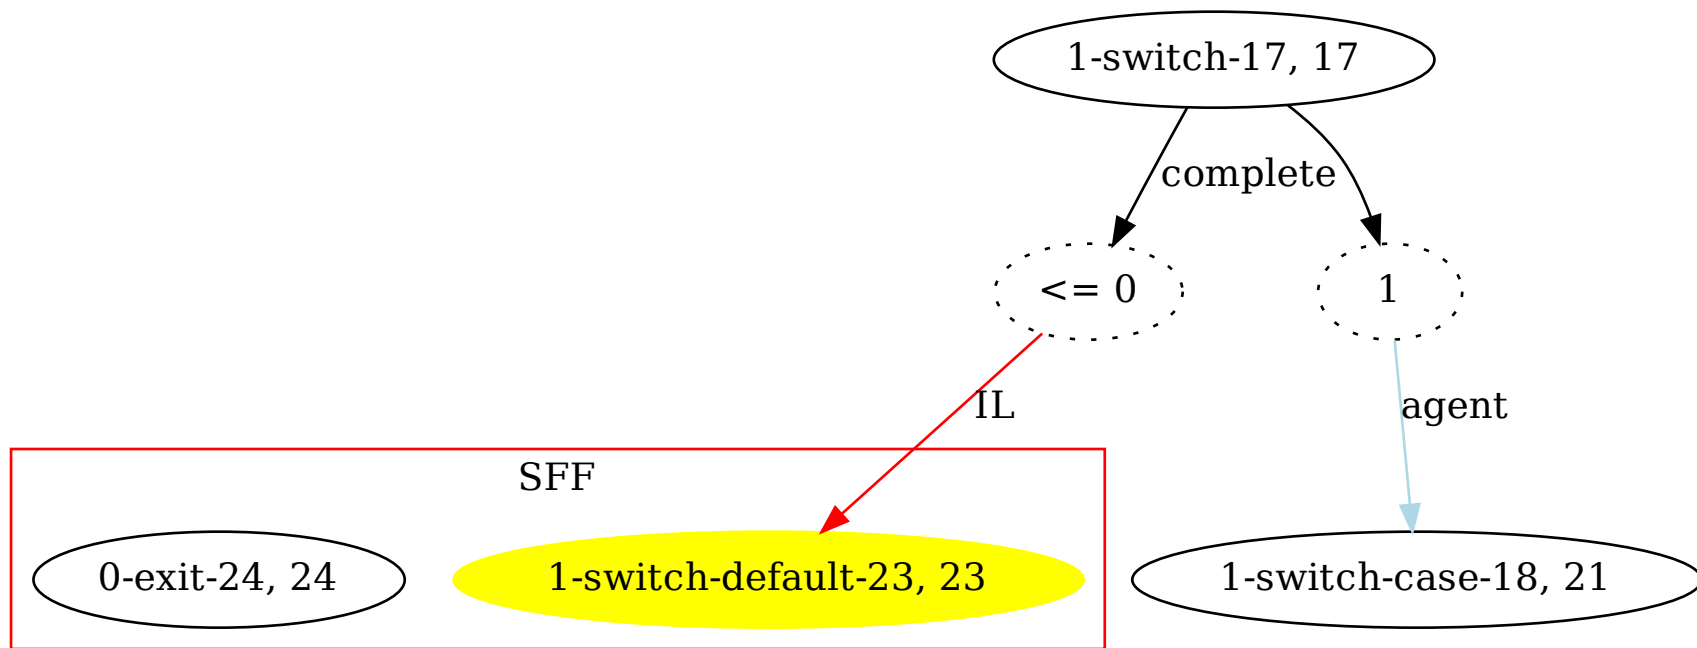 1-switch-17, 17
complete
<= 0
1
IL
agent
SFF
0-exit-24, 24
1-switch-default-23, 23
1-switch-case-18, 21